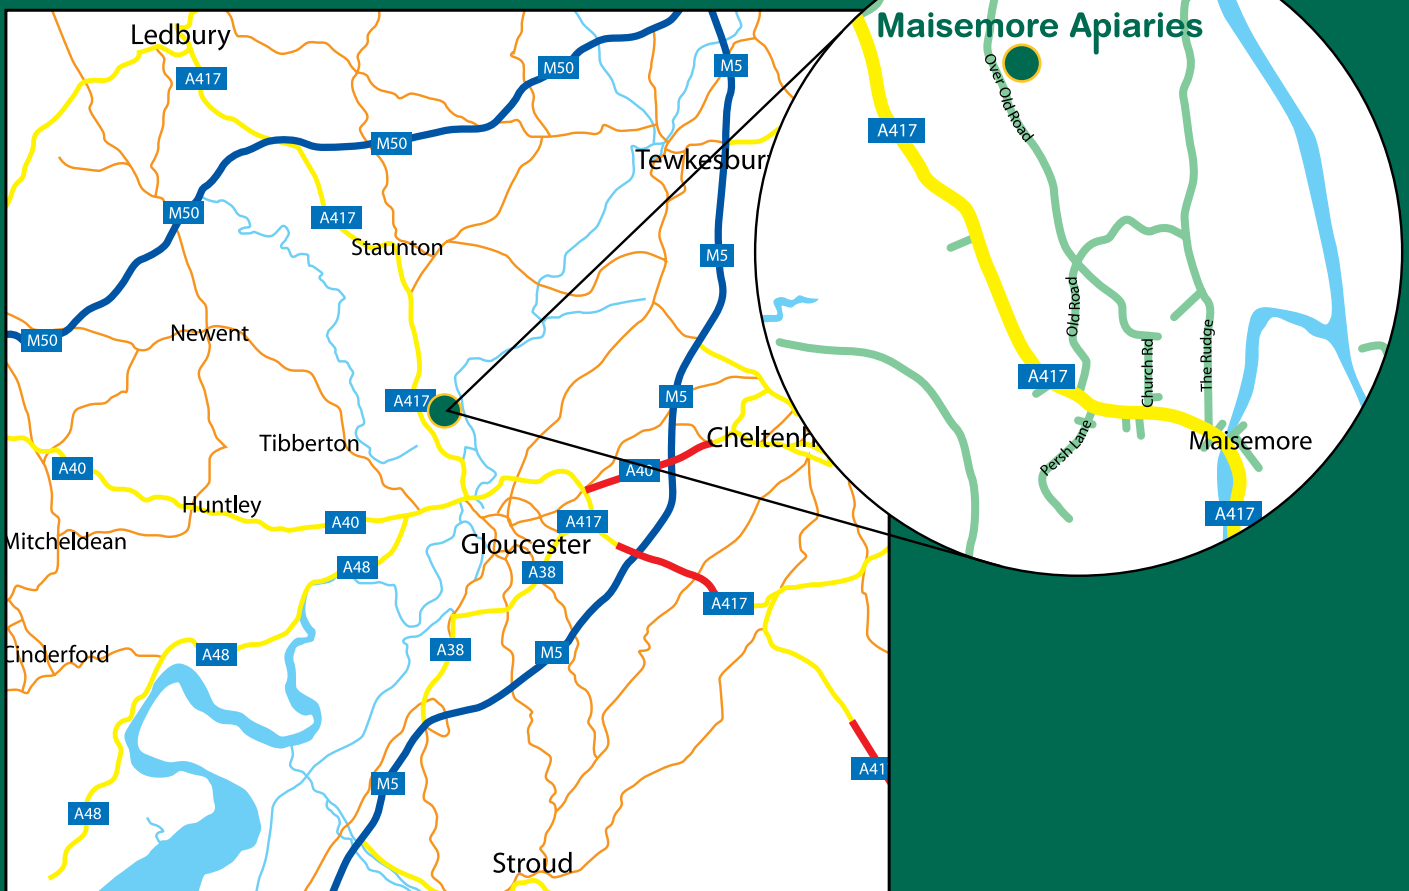 Maisemore Apiaries
Ledbury
A417
M50
M5
Over Old Road
A417
M50
Tewkesbur
M50
A417
Staunton
M5
Old Road
M50
Newent
Church Rd
The Rudge
A417
A417
M5
Tibberton
Cheltenh
Persh Lane
Maisemore
A40
A40
Huntley
A417
A40
A417
Mitcheldean
Gloucester
A48
A38
A417
Cinderford
A48
A38
M5
A41
M5
A48
Stroud